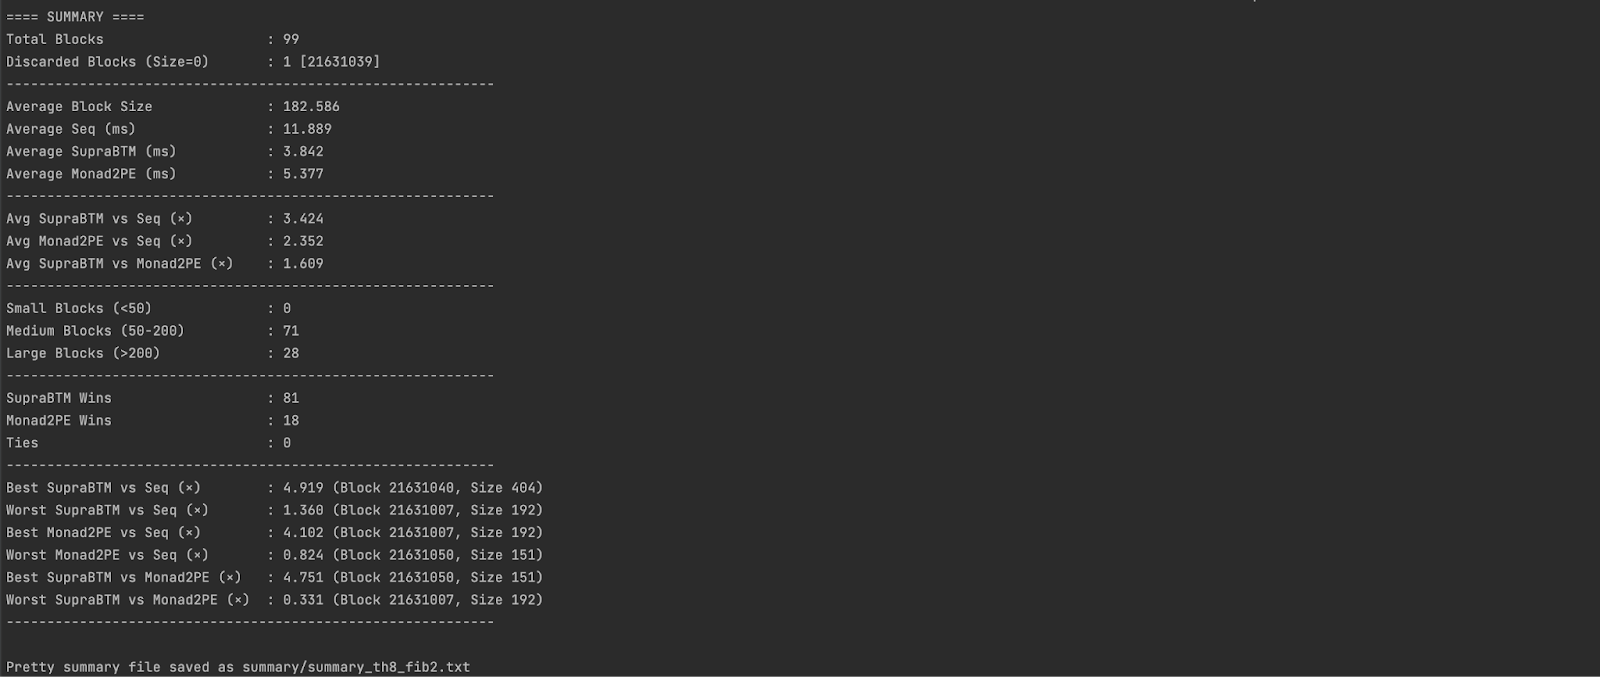 ==== SUMMARY ====
Total Blocks : 99
Discarded Blocks (Size=0) : 1 [21631039]
------------------------------------------------------------
Average Block Size : 182.586
Average Seq (ms) : 11.889
Average SupraBTM (ms) : 3.842
Average Monad2PE (ms) : 5.377
------------------------------------------------------------
Avg SupraBTM vs Seq (×) : 3.424
Avg Monad2PE vs Seq (×) : 2.352
Avg SupraBTM vs Monad2PE (×) : 1.609
------------------------------------------------------------
Small Blocks (<50) : 0
Medium Blocks (50-200) : 71
Large Blocks (>200) : 28
------------------------------------------------------------
SupraBTM Wins : 81
Monad2PE Wins : 18
Ties : 0
------------------------------------------------------------
Best SupraBTM vs Seq (×) : 4.919 (Block 21631040, Size 404)
Worst SupraBTM vs Seq (×) : 1.360 (Block 21631007, Size 192)
Best Monad2PE vs Seq (×) : 4.102 (Block 21631007, Size 192)
Worst Monad2PE vs Seq (×) : 0.824 (Block 21631050, Size 151)
Best SupraBTM vs Monad2PE (×) : 4.751 (Block 21631050, Size 151)
Worst SupraBTM vs Monad2PE (×) : 0.331 (Block 21631007, Size 192)
------------------------------------------------------------
Pretty summary file saved as summary/summary_th8_fib2.txt